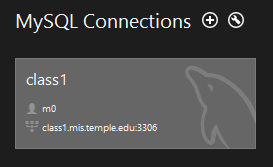 MySQL Connections
class1
m0
class1.mis.temple.edu:3306